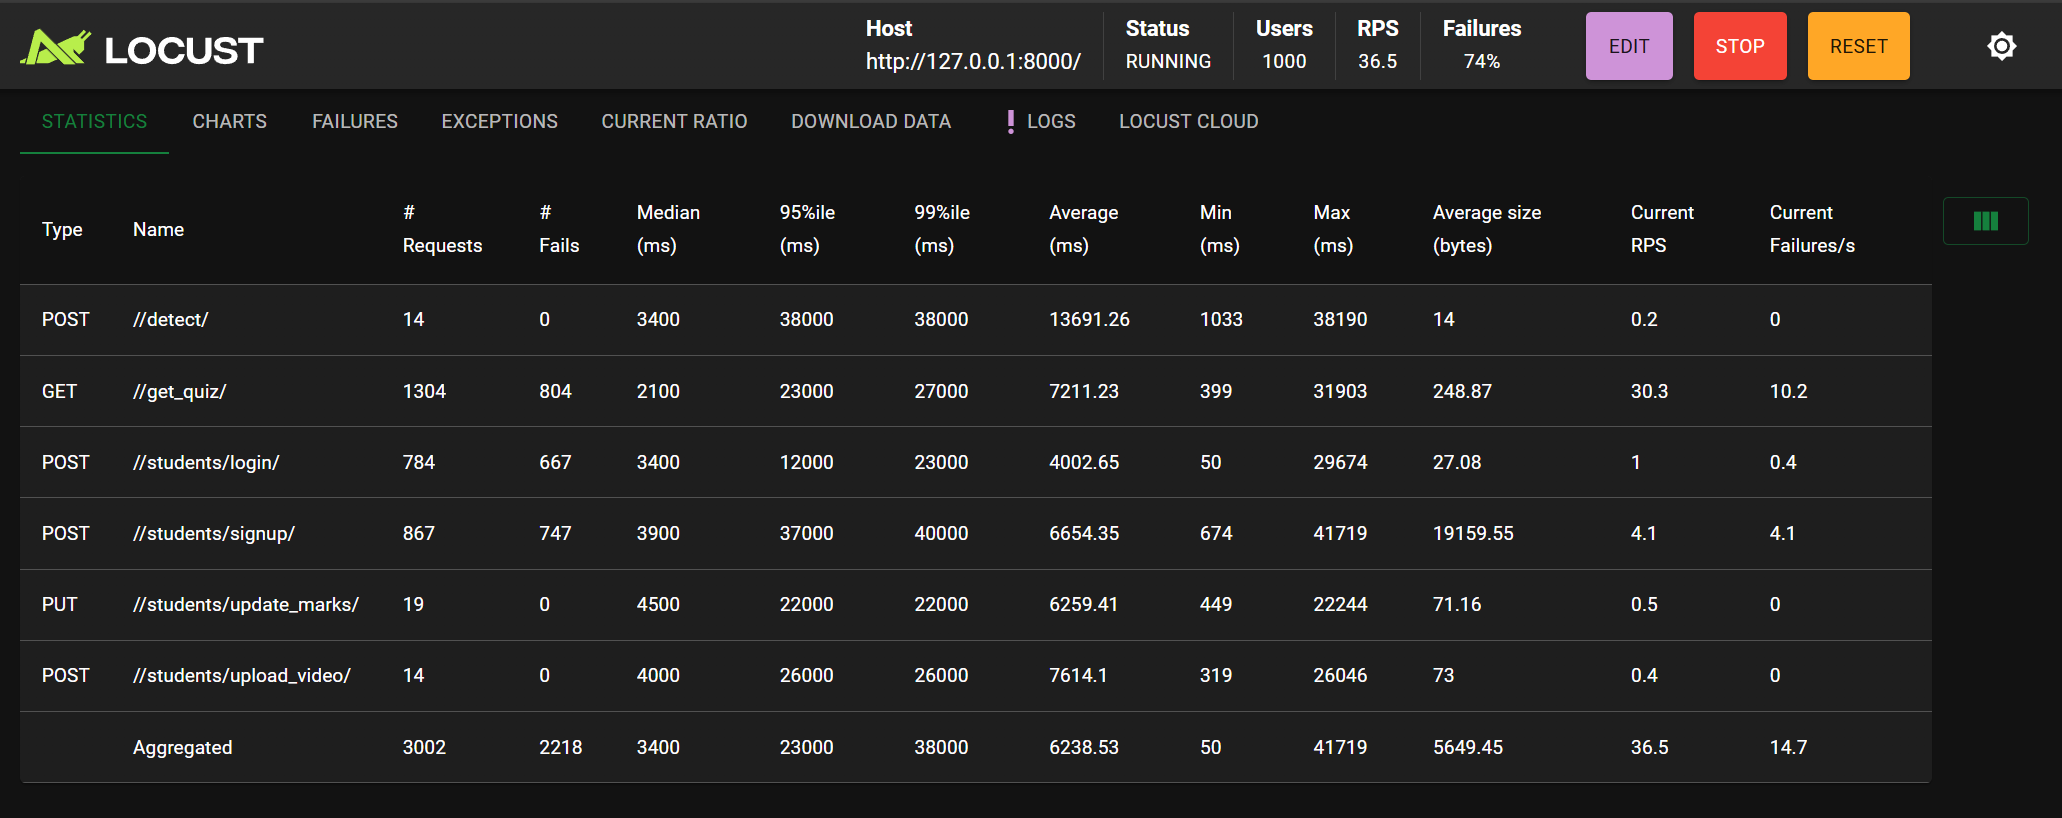 LOCUST
Host
http://127.0.0.1:8000/
Status
RUNNING
Users
1000
RPS
36.5
Failures
74%
EDIT
STOP
RESET
STATISTICS CHARTS FAILURES EXCEPTIONS CURRENT RATIO DOWNLOAD DATA ! LOGS LOCUST CLOUD
Type Name # Requests # Fails Median (ms) 95%ile (ms) 99%ile (ms) Average (ms) Min (ms) Max (ms) Average size (bytes) Current RPS Current Failures/s
POST //detect/ 14 0 3400 38000 38000 13691.26 1033 38190 14 0.2 0
GET //get_quiz/ 1304 804 2100 23000 27000 7211.23 399 31903 248.87 30.3 10.2
POST //students/login/ 784 667 3400 12000 23000 4002.65 50 29674 27.08 1 0.4
POST //students/signup/ 867 747 3900 37000 40000 6654.35 674 41719 19159.55 4.1 4.1
PUT //students/update_marks/ 19 0 4500 22000 22000 6259.41 449 22244 71.16 0.5 0
POST //students/upload_video/ 14 0 4000 26000 26000 7614.1 319 26046 73 0.4 0
Aggregated 3002 2218 3400 23000 38000 6238.53 50 41719 5649.45 36.5 14.7